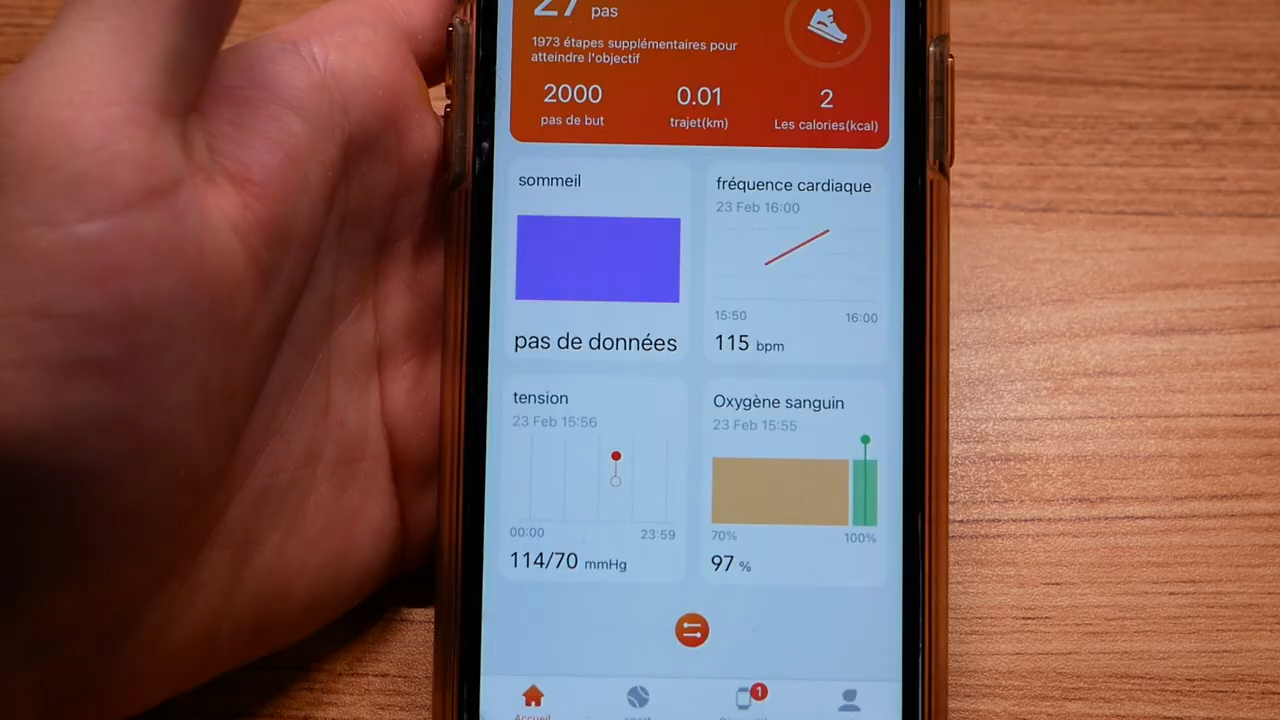 27 pas
1973 étapes supplémentaires pour
atteindre l'objectif
2000
pas de but
0.01
trajet(km)
2
Les calories(kcal)
sommeil
pas de données
fréquence cardiaque
23 Feb 16:00
15:50 16:00
115 bpm
tension
23 Feb 15:56
00:00 23:59
114/70 mmHg
Oxygène sanguin
23 Feb 15:55
70% 100%
97 %
1
Accueil